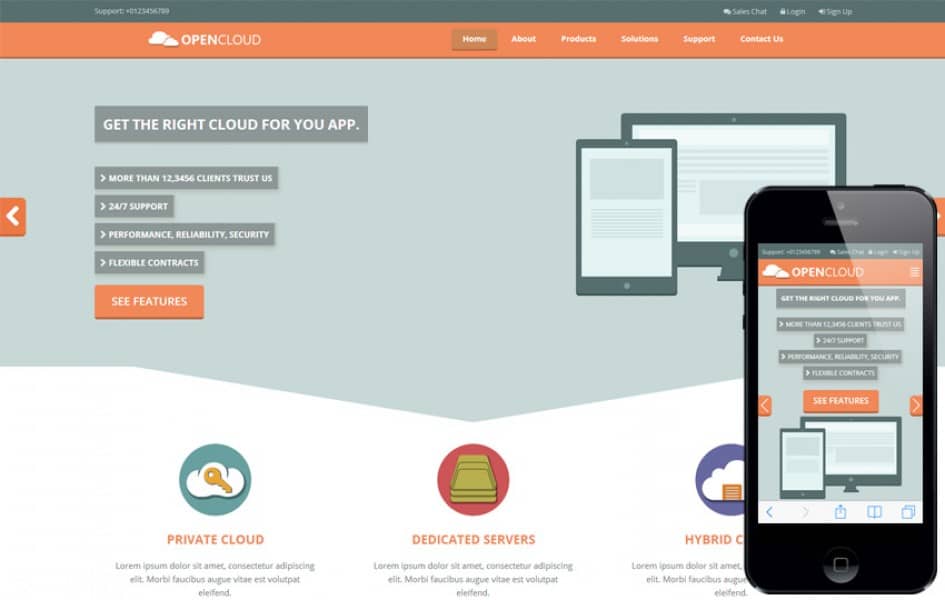 Support: +0123456789
Sales Chat Login Sign Up
OPENCLOUD
Home About Products Solutions Support Contact Us
GET THE RIGHT CLOUD FOR YOU APP.
MORE THAN 12,3456 CLIENTS TRUST US
24/7 SUPPORT
PERFORMANCE, RELIABILITY, SECURITY
FLEXIBLE CONTRACTS
SEE FEATURES
PRIVATE CLOUD
Lorem ipsum dolor sit amet, consectetur adipiscing
elit. Morbi faucibus augue vitae est volutpat
eleifend.
DEDICATED SERVERS
Lorem ipsum dolor sit amet, consectetur adipiscing
elit. Morbi faucibus augue vitae est volutpat
eleifend.
HYBRID C
Lorem ipsum dolor sit
elit. Morbi faucibus
Support: +0123456789 Sales Chat Login Sign Up
OPENCLOUD
GET THE RIGHT CLOUD FOR YOU APP.
MORE THAN 12,3456 CLIENTS TRUST US
24/7 SUPPORT
PERFORMANCE, RELIABILITY, SECURITY
FLEXIBLE CONTRACTS
SEE FEATURES